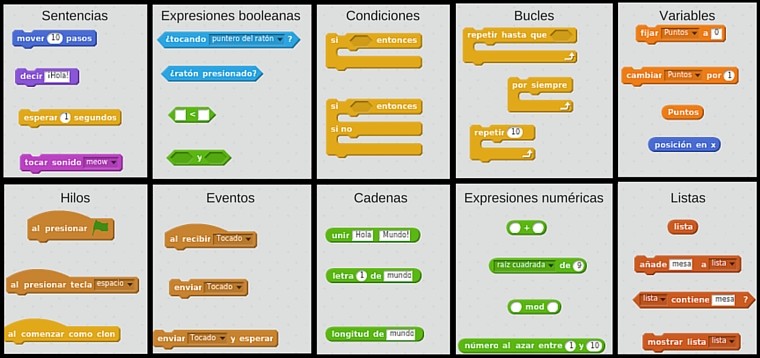 Sentencias
mover 10 pasos
decir ¡Hola!
esperar 1 segundos
tocar sonido meow
Expresiones booleanas
¿tocando puntero del ratón ?
¿ratón presionado?
<
y
Condiciones
si entonces
si entonces
si no
Bucles
repetir hasta que
por siempre
repetir 10
Variables
fijar Puntos a 0
cambiar Puntos por 1
Puntos
posición en x
Hilos
al presionar
al presionar tecla espacio
al comenzar como clon
Eventos
al recibir Tocado
enviar Tocado
enviar Tocado y esperar
Cadenas
unir Hola Mundo!
letra 1 de mundo
longitud de mundo
Expresiones numéricas
+
raíz cuadrada de 9
mod
número al azar entre 1 y 10
Listas
lista
añade mesa a lista
lista contiene mesa ?
mostrar lista lista